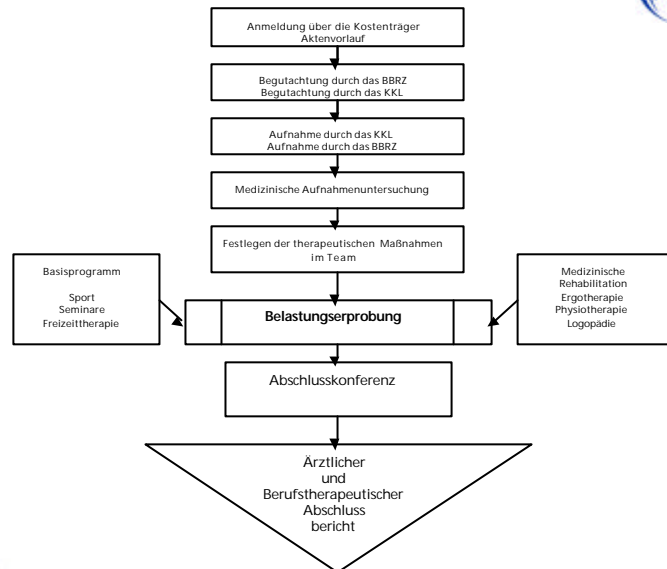 Anmeldung über die Kostenträger
Aktenvorlauf
Begutachtung durch das BBRZ
Begutachtung durch das KKL
Aufnahme durch das KKL
Aufnahme durch das BBRZ
Medizinische Aufnahmenuntersuchung
Festlegen der therapeutischen Maßnahmen
im Team
Basisprogramm
Sport
Seminare
Freizeittherapie
Medizinische
Rehabilitation
Ergotherapie
Physiotherapie
Logopädie
Belastungserprobung
Abschlusskonferenz
Ärztlicher
und
Berufstherapeutischer
Abschluss
bericht